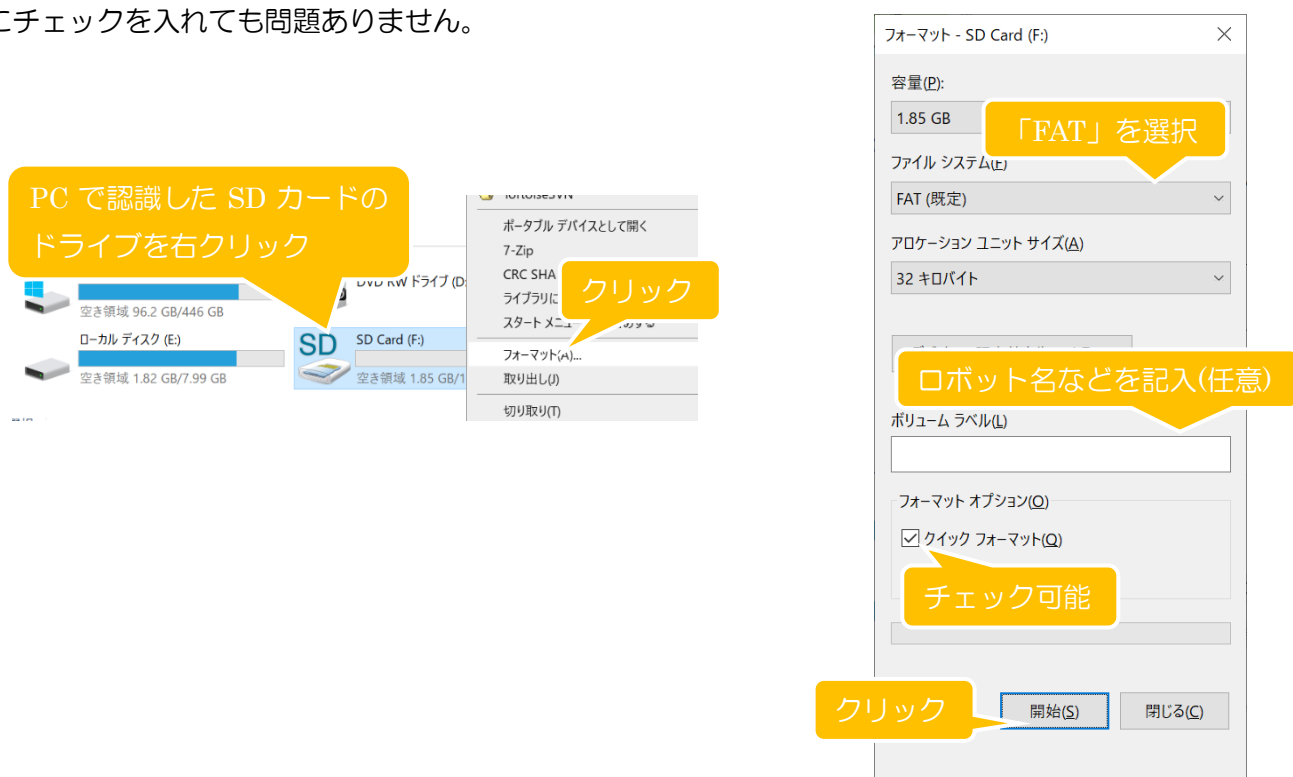 にチェックを入れても問題ありません。
PC で認識した SD カードの
ドライブを右クリック
空き領域 96.2 GB/446 GB
ローカル ディスク (E:)
空き領域 1.82 GB/7.99 GB
DVD RW ドライブ (D:
SD
SD Card (F:)
空き領域 1.85 GB/1
TortoiseSVN
ポータブル デバイスとして開く
7-Zip
CRC SHA
ライブラリに
スタート メニュー
クリック
フォーマット(A)...
取り出し(J)
切り取り(T)
フォーマット - SD Card (F:)
容量(P):
1.85 GB
「FAT」を選択
ファイル システム(F)
FAT (既定)
アロケーション ユニット サイズ(A)
32 キロバイト
ロボット名などを記入(任意)
ボリューム ラベル(L)
フォーマット オプション(O)
クイック フォーマット(Q)
チェック可能
クリック
開始(S)
閉じる(C)